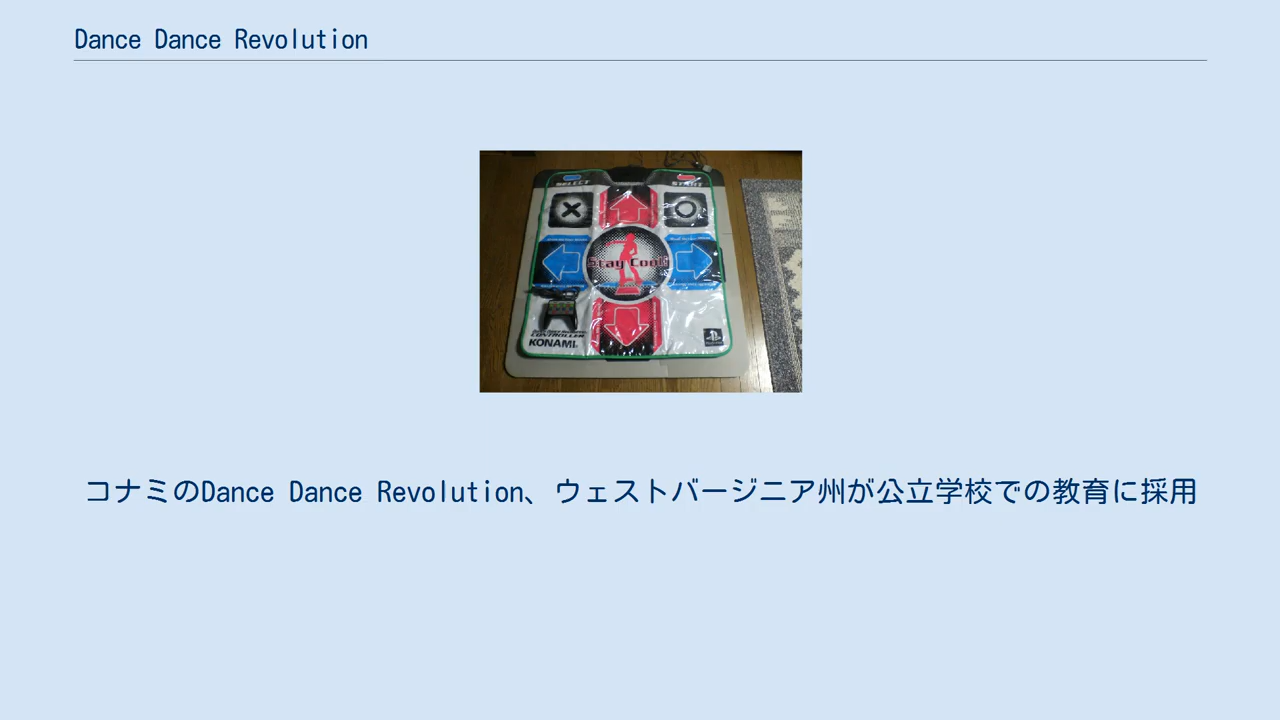 Dance Dance Revolution
SELECT
START
Stay Cool!
CONTROLLER
KONAMI
コナミのDance Dance Revolution、ウェストバージニア州が公立学校での教育に採用